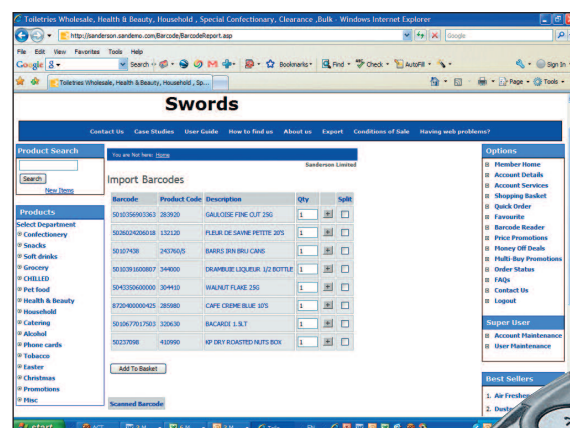 Toiletries Wholesale, Health & Beauty, Household , Special Confectionary, Clearance ,Bulk - Windows Internet Explorer
http://sanderson.sandemo.com/Barcode/BarcodeReport.asp
Google
File Edit View Favorites Tools Help
Google
Search
Bookmarks
Find
Check
AutoFill
Sign In
Toiletries Wholesale, Health & Beauty, Household , Sp...
Page
Tools
Swords
Contact Us Case Studies User Guide How to find us About us Export Conditions of Sale Having web problems?
Product Search
Search
New Items
Products
Select Department
Confectionery
Snacks
Soft drinks
Grocery
CHILLED
Pet food
Health & Beauty
Household
Catering
Alcohol
Phone cards
Tobacco
Easter
Christmas
Promotions
Misc
You are Not here: Home
Sanderson Limited
Import Barcodes
Barcode Product Code Description Qty Split
5010356903363 283920 GAULOISE FINE CUT 25G 1 +
5026024206018 132120 FLEUR DE SAVNE PETITE 20'S 1 +
50107438 243760/S BARRS IRN BRU CANS 1 +
5010391600807 344000 DRAMBUIE LIQUEUR 1/2 BOTTLE 1 +
5043350600000 304410 WALNUT FLAKE 25G 1 +
8720400000425 285980 CAFE CREME BLUE 10'S 1 +
5010677017503 320630 BACARDI 1.5LT 1 +
50237098 410990 KP DRY ROASTED NUTS BOX 1 +
Add To Basket
Scanned Barcode
Options
Member Home
Account Details
Account Services
Shopping Basket
Quick Order
Favourite
Barcode Reader
Price Promotions
Money Off Deals
Multi-Buy Promotions
Order Status
FAQs
Contact Us
Logout
Super User
Account Maintenance
User Maintenance
Best Sellers
1. Air Freshe
2. Dust
start